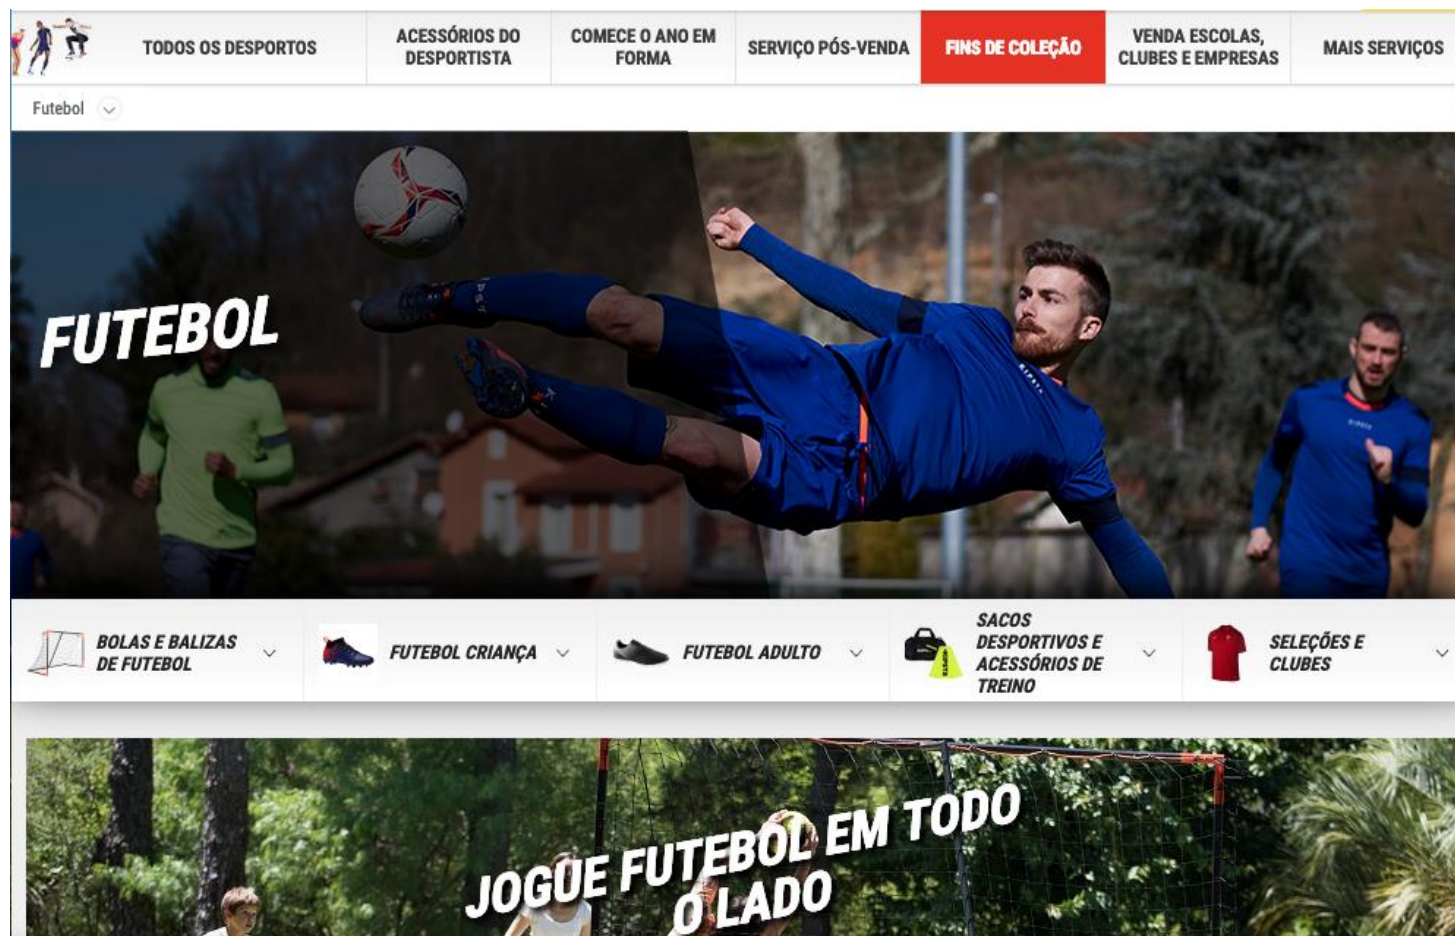 TODOS OS DESPORTOS
ACESSÓRIOS DO
DESPORTISTA
COMECE O ANO EM
FORMA
SERVIÇO PÓS-VENDA
FINS DE COLEÇÃO
VENDA ESCOLAS,
CLUBES E EMPRESAS
MAIS SERVIÇOS
Futebol
FUTEBOL
KIPSTA
KIPSTA
BOLAS E BALIZAS
DE FUTEBOL
FUTEBOL CRIANÇA
FUTEBOL ADULTO
SACOS
DESPORTIVOS E
ACESSÓRIOS DE
TREINO
SELEÇÕES E
CLUBES
JOGUE FUTEBOL EM TODO
O LADO